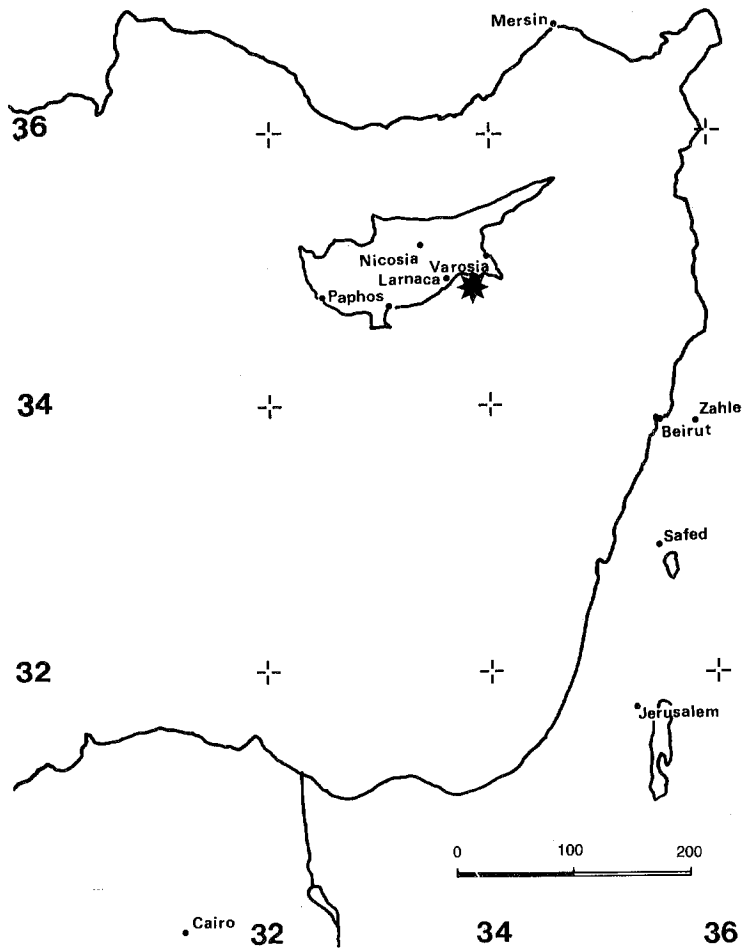 Mersin
36
Nicosia
Varosia
Larnaca
Paphos
34
Zahle
Beirut
Safed
32
Jerusalem
0 100 200
Cairo
32 34 36